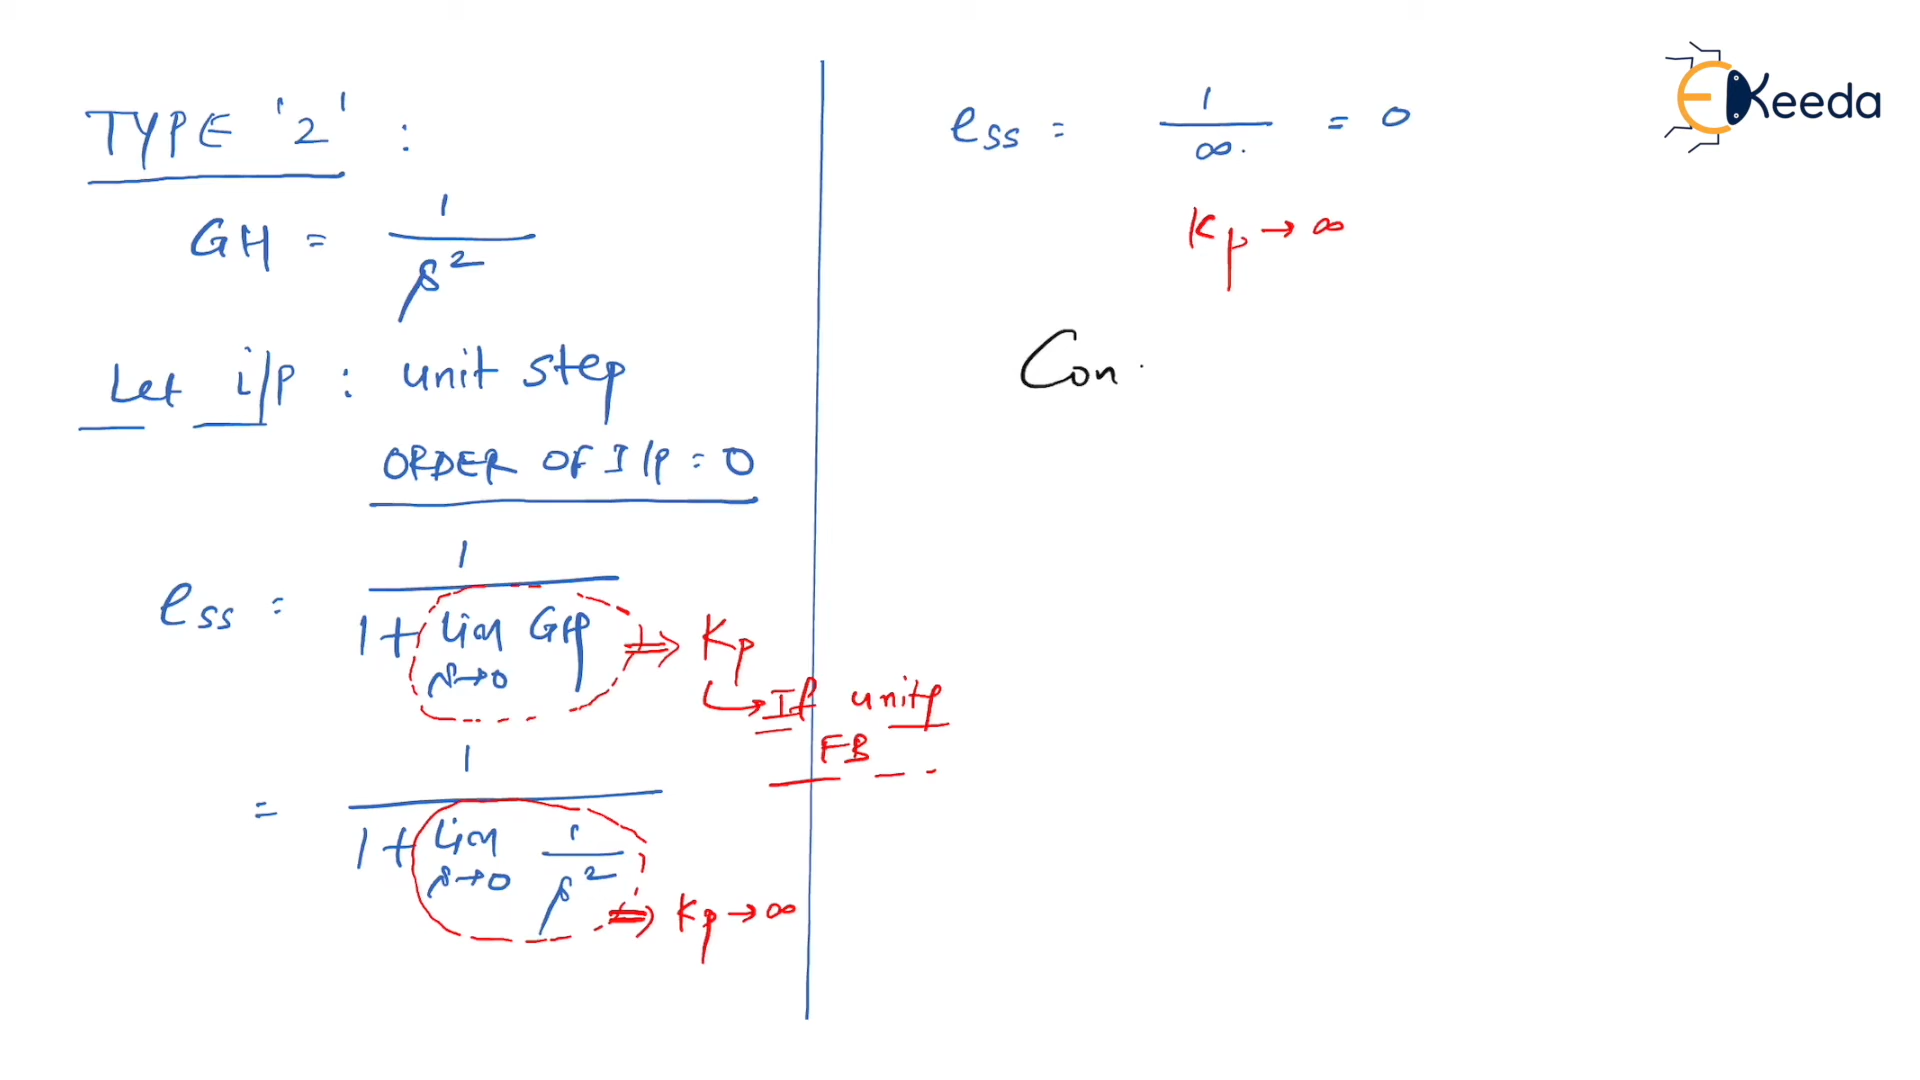 TYPE '2' :
GH = 1 / s²
Let i/p : unit step
ORDER OF I/p = 0
ess = 1 / 1 + lim s→0 GH ⇒ Kp
If unity
FB
= 1 / 1 + lim s→0 1 / s² ⇒ Kp → ∞
ess = 1 / ∞ = 0
Kp → ∞
Con
EKeeda